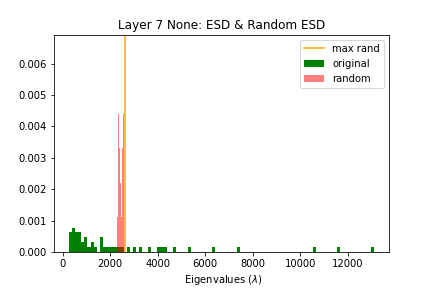 Layer 7 None: ESD & Random ESD
max rand
original
random
0.006
0.005
0.004
0.003
0.002
0.001
0.000
0 2000 4000 6000 8000 10000 12000
Eigenvalues (λ)